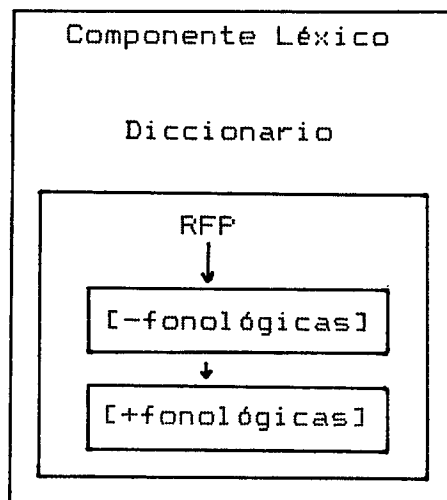 Componente Léxico
Diccionario
RFP
[-fonológicas]
[+fonológicas]